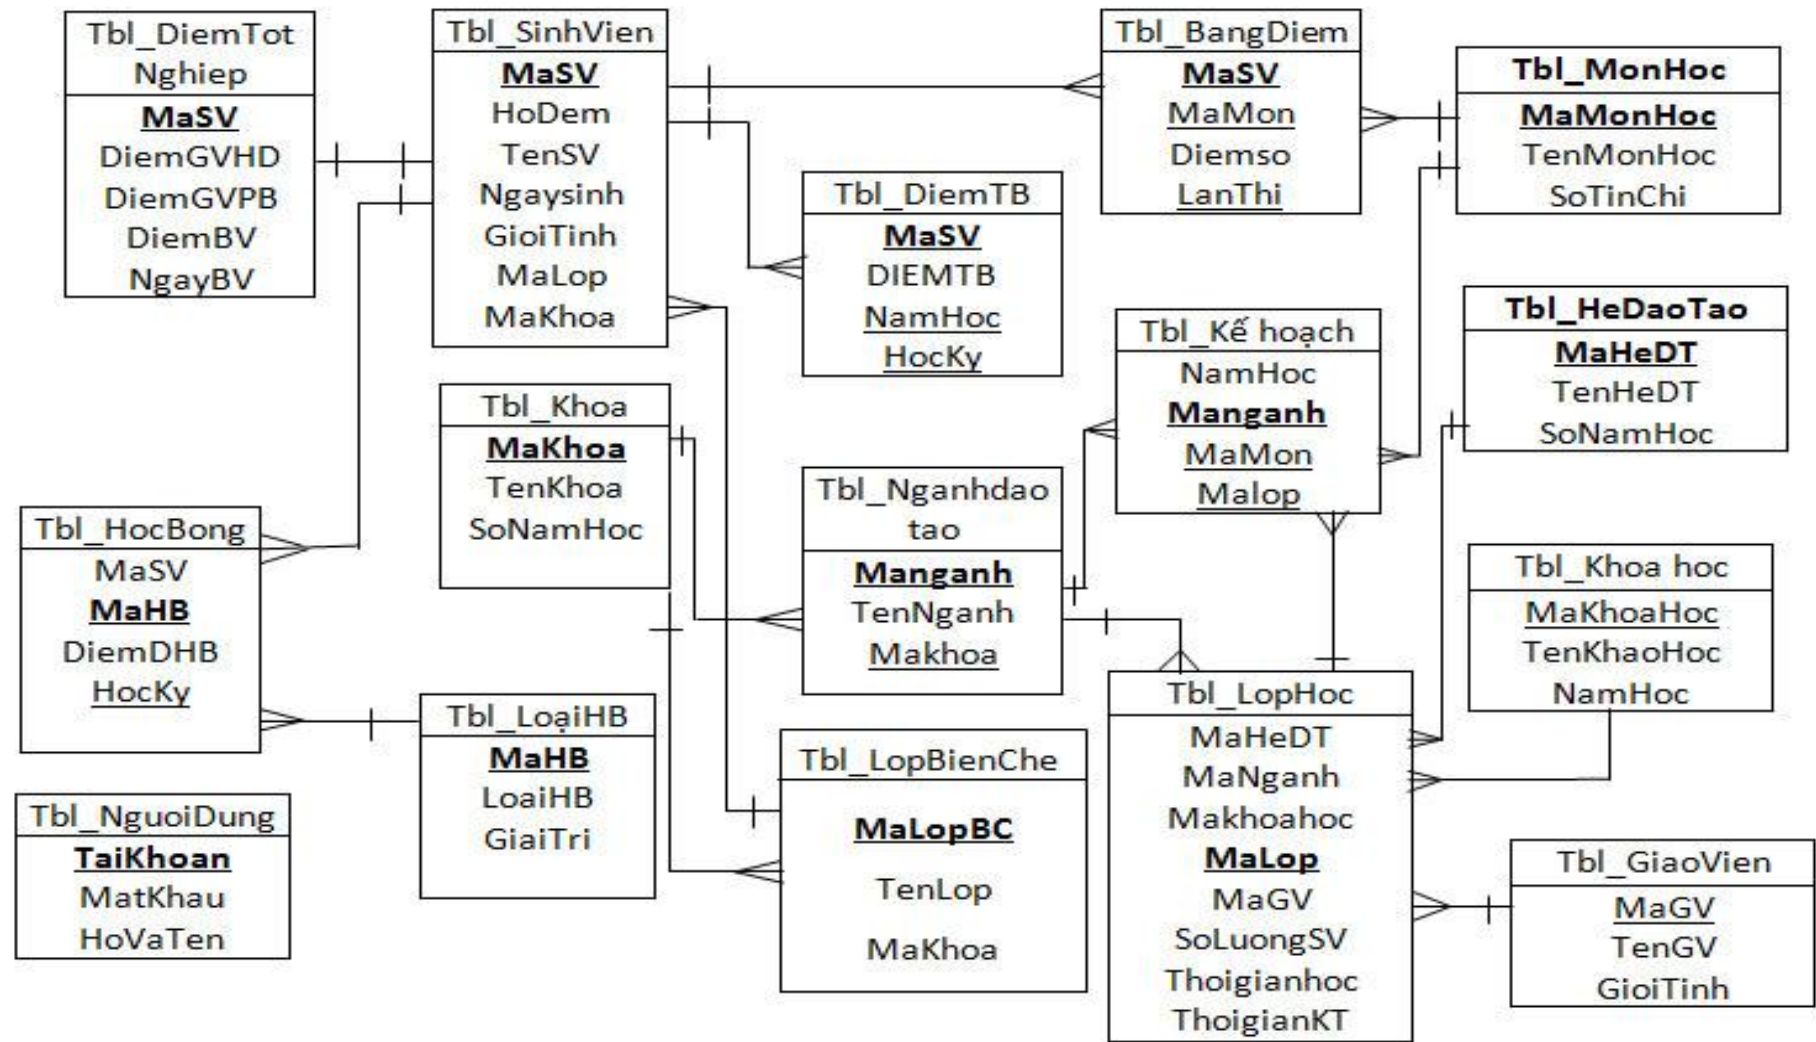 Tbl_DiemTot
Nghiep
MaSV
DiemGVHD
DiemGVPB
DiemBV
NgayBV
Tbl_SinhVien
MaSV
HoDem
TenSV
Ngaysinh
GioiTinh
MaLop
MaKhoa
Tbl_BangDiem
MaSV
MaMon
Diemso
LanThi
Tbl_MonHoc
MaMonHoc
TenMonHoc
SoTinChi
Tbl_DiemTB
MaSV
DIEMTB
NamHoc
HocKy
Tbl_Kế hoạch
NamHoc
Manganh
MaMon
Malop
Tbl_HeDaoTao
MaHeDT
TenHeDT
SoNamHoc
Tbl_Khoa
MaKhoa
TenKhoa
SoNamHoc
Tbl_Nganhdao
tao
Manganh
TenNganh
Makhoa
Tbl_HocBong
MaSV
MaHB
DiemDHB
HocKy
Tbl_Khoa hoc
MaKhoaHoc
TenKhaoHoc
NamHoc
Tbl_LoạiHB
MaHB
LoaiHB
GiaiTri
Tbl_LopBienChe
MaLopBC
TenLop
MaKhoa
Tbl_LopHoc
MaHeDT
MaNganh
Makhoahoc
MaLop
MaGV
SoLuongSV
Thoigianhoc
ThoigianKT
Tbl_NguoiDung
TaiKhoan
MatKhau
HoVaTen
Tbl_GiaoVien
MaGV
TenGV
GioiTinh